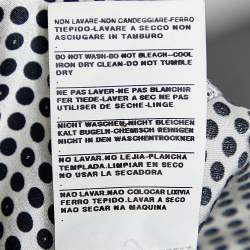 NON LAVARE-NON CANDEGGIARE-FERRO
TIEPIDO-LAVARE A SECCO NON
ASCIUGARE IN TAMBURO
DO NOT WASH-DO NOT BLEACH-COOL
IRON DRY CLEAN-DO NOT TUMBLE
DRY
NE PAS LAVER-NE PAS BLANCHIR
FER TIEDE-LAVER A SEC NE PAS
UTILISER DE SECHE-LINGE
NICHT WASCHEN-NICHT BLEICHEN
KALT BUGELN-CHEMISCH REINIGEN
NICHT IN DEN WASCHENTROCKNER
NO LAVAR-NO LEJIA-PLANCHA
TEMPLADA-LIMPIAR EN SECO
NO USAR LA SECADORA
NAO LAVAR-NAO COLOCAR LIXIVIA
FERRO TEPIDO-LAVAR A SECO
NAO SECAR NA MAQUINA